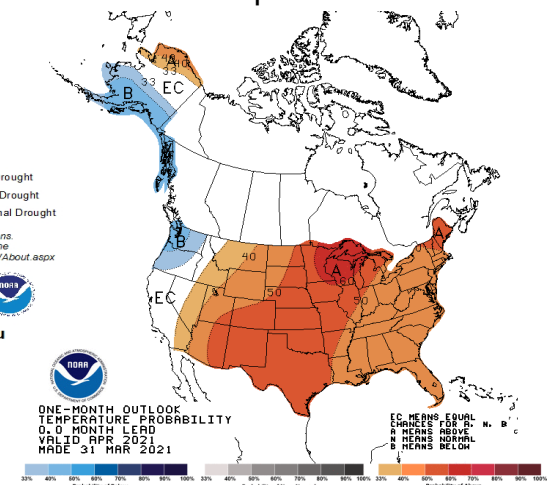 rought
Drought
nal Drought
ns.
ne
/About.aspx
NOAA
u
A
40
40
33
33
EC
B
B
EC
40
50
A
60
50
A
NOAA
ONE-MONTH OUTLOOK
TEMPERATURE PROBABILITY
0.0 MONTH LEAD
VALID APR 2021
MADE 31 MAR 2021
EC MEANS EQUAL
CHANCES FOR A, N, B
A MEANS ABOVE
N MEANS NORMAL
B MEANS BELOW
33% 40% 50% 60% 70% 80% 90% 100%
33% 40% 50% 60% 70% 80% 90% 100%
33% 40% 50% 60% 70% 80% 90% 100%